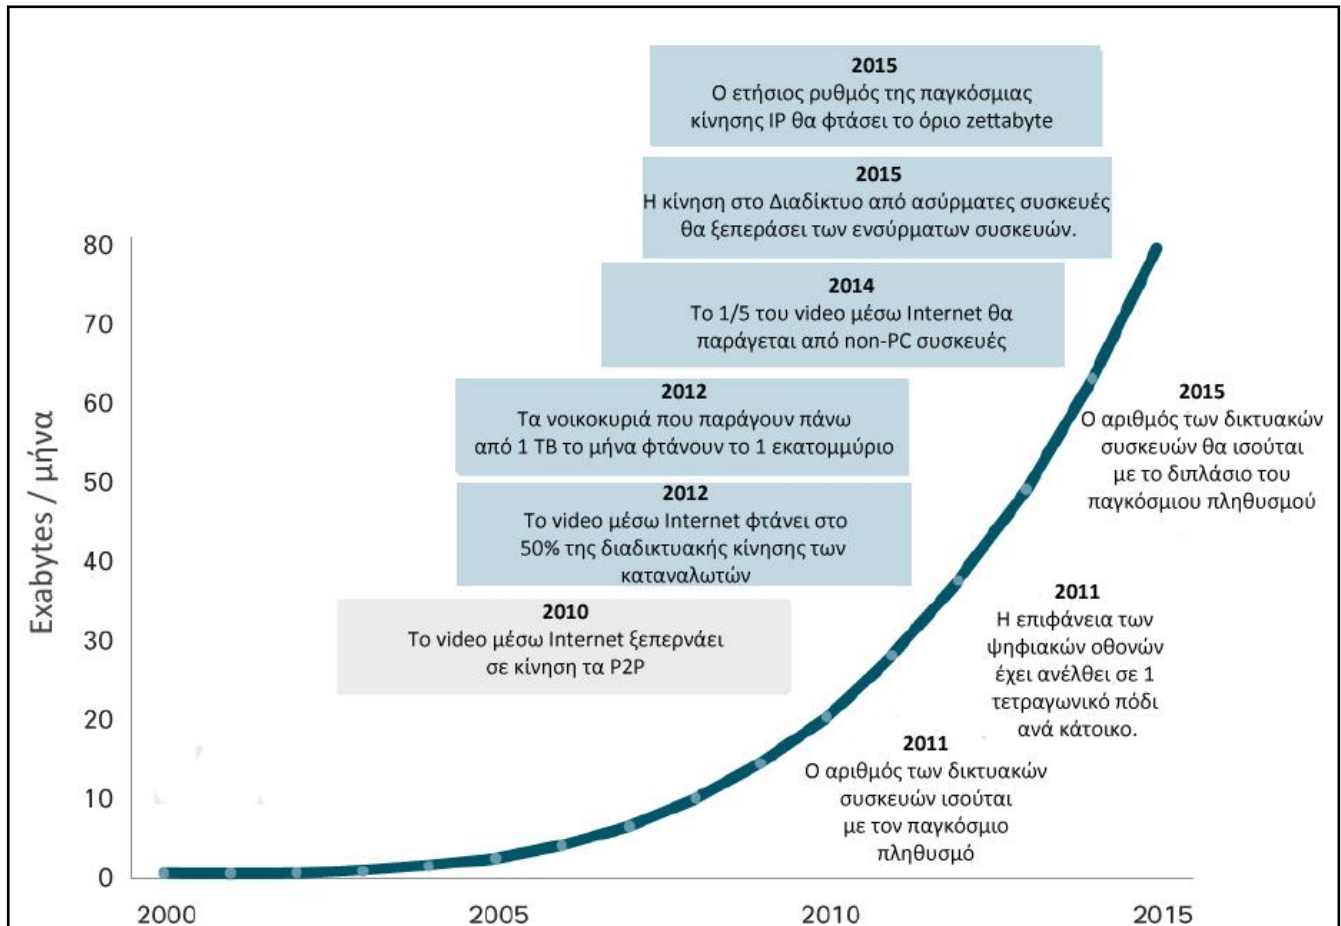 2015
Ο ετήσιος ρυθμός της παγκόσμιας
κίνησης IP θα φτάσει το όριο zettabyte
2015
Η κίνηση στο Διαδίκτυο από ασύρματες συσκευές
θα ξεπεράσει των ενσύρματων συσκευών.
2014
Το 1/5 του video μέσω Internet θα
παράγεται από non-PC συσκευές
2012
Τα νοικοκυριά που παράγουν πάνω
από 1 TB το μήνα φτάνουν το 1 εκατομμύριο
2012
Το video μέσω Internet φτάνει στο
50% της διαδικτυακής κίνησης των
καταναλωτών
2010
Το video μέσω Internet ξεπερνάει
σε κίνηση τα P2P
2015
Ο αριθμός των δικτυακών
συσκευών θα ισούται
με το διπλάσιο του
παγκόσμιου πληθυσμού
2011
Η επιφάνεια των
ψηφιακών οθονών
έχει ανέλθει σε 1
τετραγωνικό πόδι
ανά κάτοικο.
2011
Ο αριθμός των δικτυακών
συσκευών ισούται
με τον παγκόσμιο
πληθυσμό
Exabytes / μήνα
80
70
60
50
40
30
20
10
0
2000 2005 2010 2015